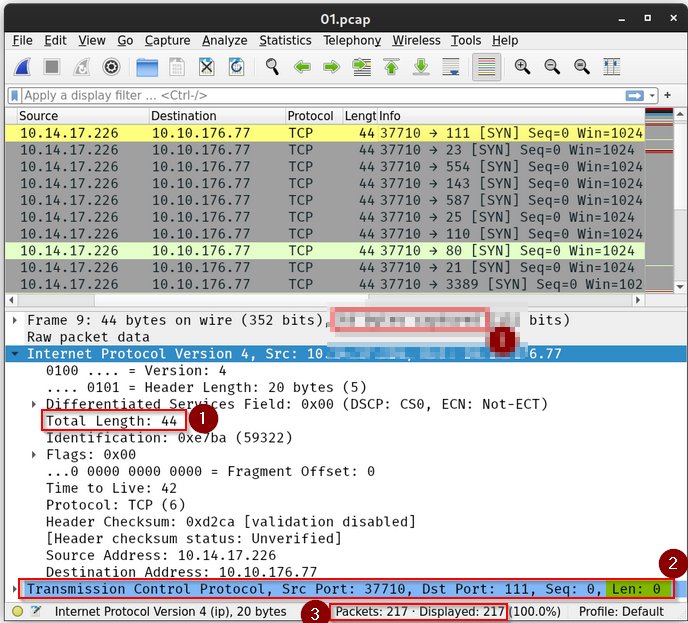 01.pcap
File Edit View Go Capture Analyze Statistics Telephony Wireless Tools Help
Apply a display filter … <Ctrl-/>
Source Destination Protocol Lengt Info
10.14.17.226 10.10.176.77 TCP 44 37710 → 111 [SYN] Seq=0 Win=1024
10.14.17.226 10.10.176.77 TCP 44 37710 → 23 [SYN] Seq=0 Win=1024
10.14.17.226 10.10.176.77 TCP 44 37710 → 554 [SYN] Seq=0 Win=1024
10.14.17.226 10.10.176.77 TCP 44 37710 → 143 [SYN] Seq=0 Win=1024
10.14.17.226 10.10.176.77 TCP 44 37710 → 587 [SYN] Seq=0 Win=1024
10.14.17.226 10.10.176.77 TCP 44 37710 → 25 [SYN] Seq=0 Win=1024
10.14.17.226 10.10.176.77 TCP 44 37710 → 110 [SYN] Seq=0 Win=1024
10.14.17.226 10.10.176.77 TCP 44 37710 → 80 [SYN] Seq=0 Win=1024
10.14.17.226 10.10.176.77 TCP 44 37710 → 21 [SYN] Seq=0 Win=1024
10.14.17.226 10.10.176.77 TCP 44 37710 → 3389 [SYN] Seq=0 Win=102
Frame 9: 44 bytes on wire (352 bits), bits)
Raw packet data
Internet Protocol Version 4, Src: 10. 6.77
0100 .... = Version: 4
.... 0101 = Header Length: 20 bytes (5)
Differentiated Services Field: 0x00 (DSCP: CS0, ECN: Not-ECT)
Total Length: 44 1
Identification: 0xe7ba (59322)
Flags: 0x00
...0 0000 0000 0000 = Fragment Offset: 0
Time to Live: 42
Protocol: TCP (6)
Header Checksum: 0xd2ca [validation disabled]
[Header checksum status: Unverified]
Source Address: 10.14.17.226
Destination Address: 10.10.176.77
2
Transmission Control Protocol, Src Port: 37710, Dst Port: 111, Seq: 0, Len: 0
Internet Protocol Version 4 (ip), 20 bytes 3 Packets: 217 · Displayed: 217 (100.0%) Profile: Default